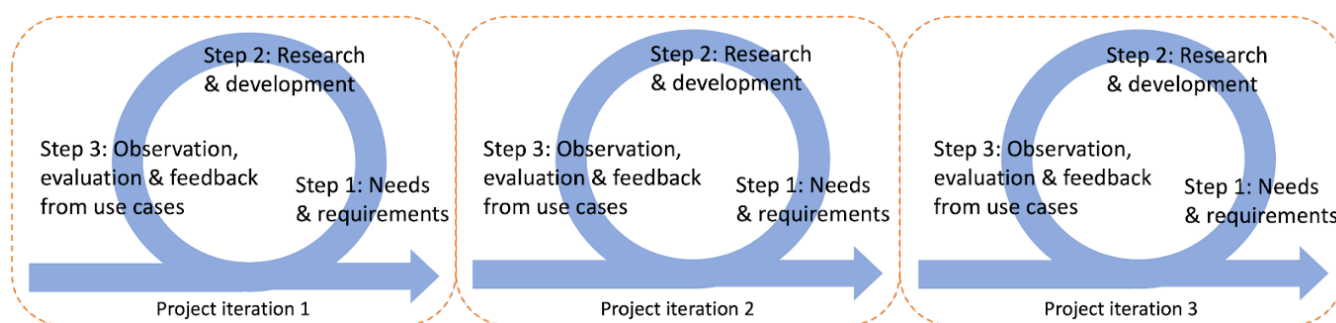 Step 2: Research
& development
Step 3: Observation,
evaluation & feedback
from use cases
Step 1: Needs
& requirements
Project iteration 1
Step 2: Research
& development
Step 3: Observation,
evaluation & feedback
from use cases
Step 1: Needs
& requirements
Project iteration 2
Step 2: Research
& development
Step 3: Observation,
evaluation & feedback
from use cases
Step 1: Needs
& requirements
Project iteration 3